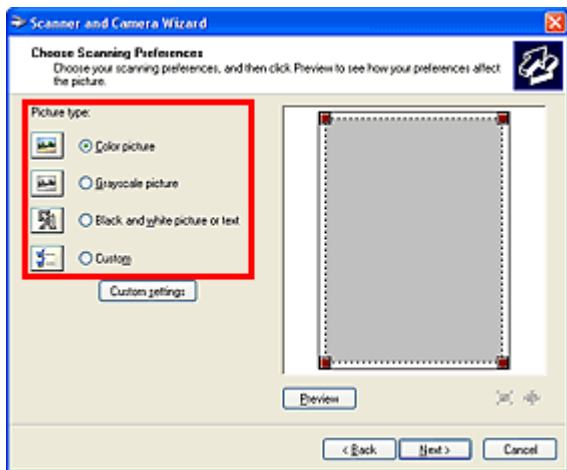 Scanner and Camera Wizard
Choose Scanning Preferences
Choose your scanning preferences, and then click Preview to see how your preferences affect
the picture.
Picture type:
Color picture
Grayscale picture
Black and white picture or text
Custom
Custom settings
Preview
< Back
Next >
Cancel